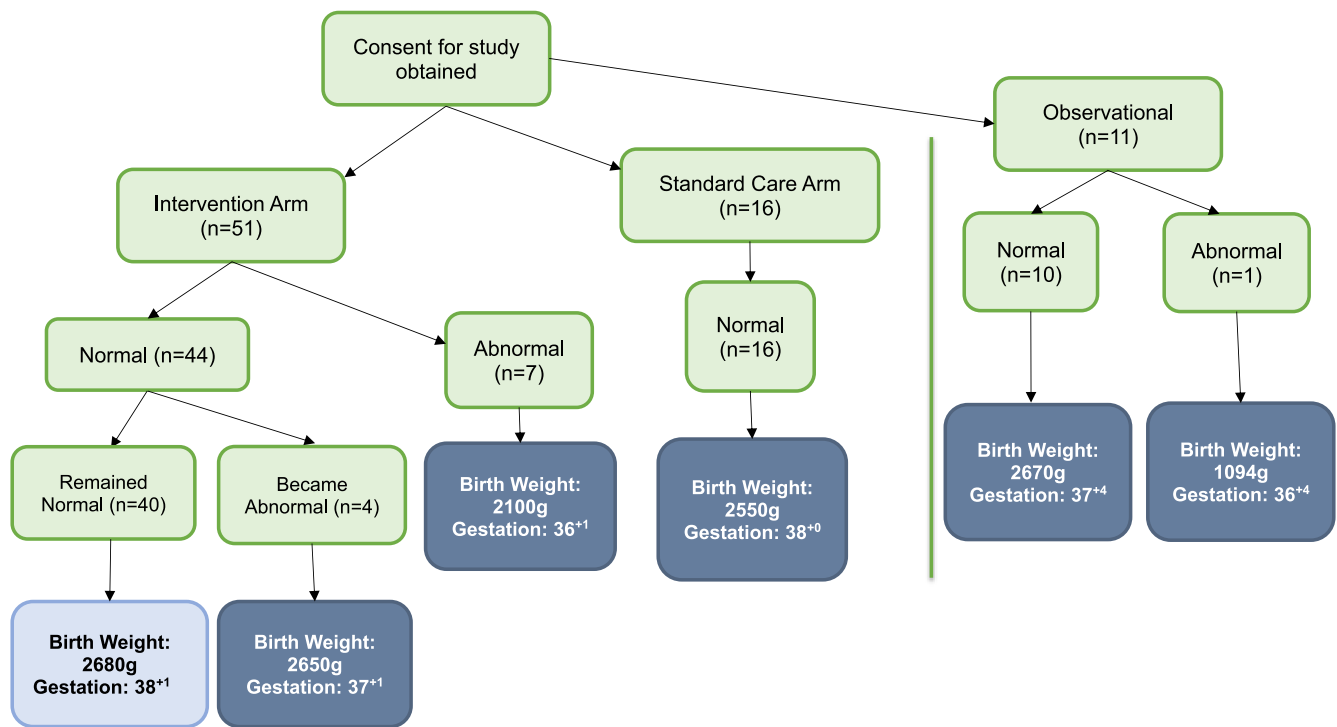 Consent for study
obtained
Observational
(n=11)
Intervention Arm
(n=51)
Standard Care Arm
(n=16)
Normal
(n=10)
Abnormal
(n=1)
Normal (n=44)
Abnormal
(n=7)
Normal
(n=16)
Remained
Normal (n=40)
Became
Abnormal (n=4)
Birth Weight:
2100g
Gestation: 36⁺¹
Birth Weight:
2550g
Gestation: 38⁺⁰
Birth Weight:
2670g
Gestation: 37⁺⁴
Birth Weight:
1094g
Gestation: 36⁺⁴
Birth Weight:
2680g
Gestation: 38⁺¹
Birth Weight:
2650g
Gestation: 37⁺¹